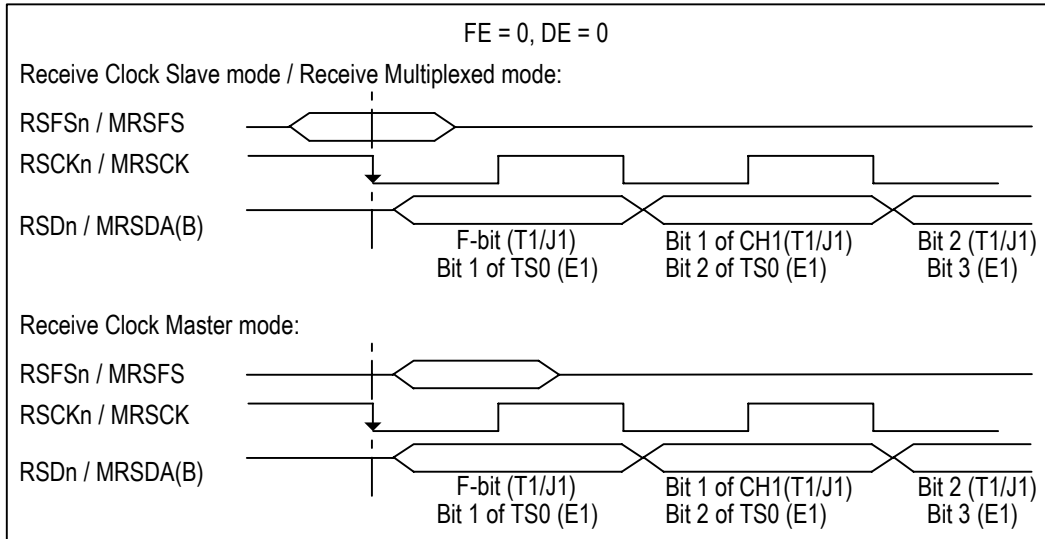 FE = 0, DE = 0
Receive Clock Slave mode / Receive Multiplexed mode:
RSFSn / MRSFS
RSCKn / MRSCK
RSDn / MRSDA(B)
F-bit (T1/J1) Bit 1 of CH1(T1/J1) Bit 2 (T1/J1)
Bit 1 of TS0 (E1) Bit 2 of TS0 (E1) Bit 3 (E1)
Receive Clock Master mode:
RSFSn / MRSFS
RSCKn / MRSCK
RSDn / MRSDA(B)
F-bit (T1/J1) Bit 1 of CH1(T1/J1) Bit 2 (T1/J1)
Bit 1 of TS0 (E1) Bit 2 of TS0 (E1) Bit 3 (E1)